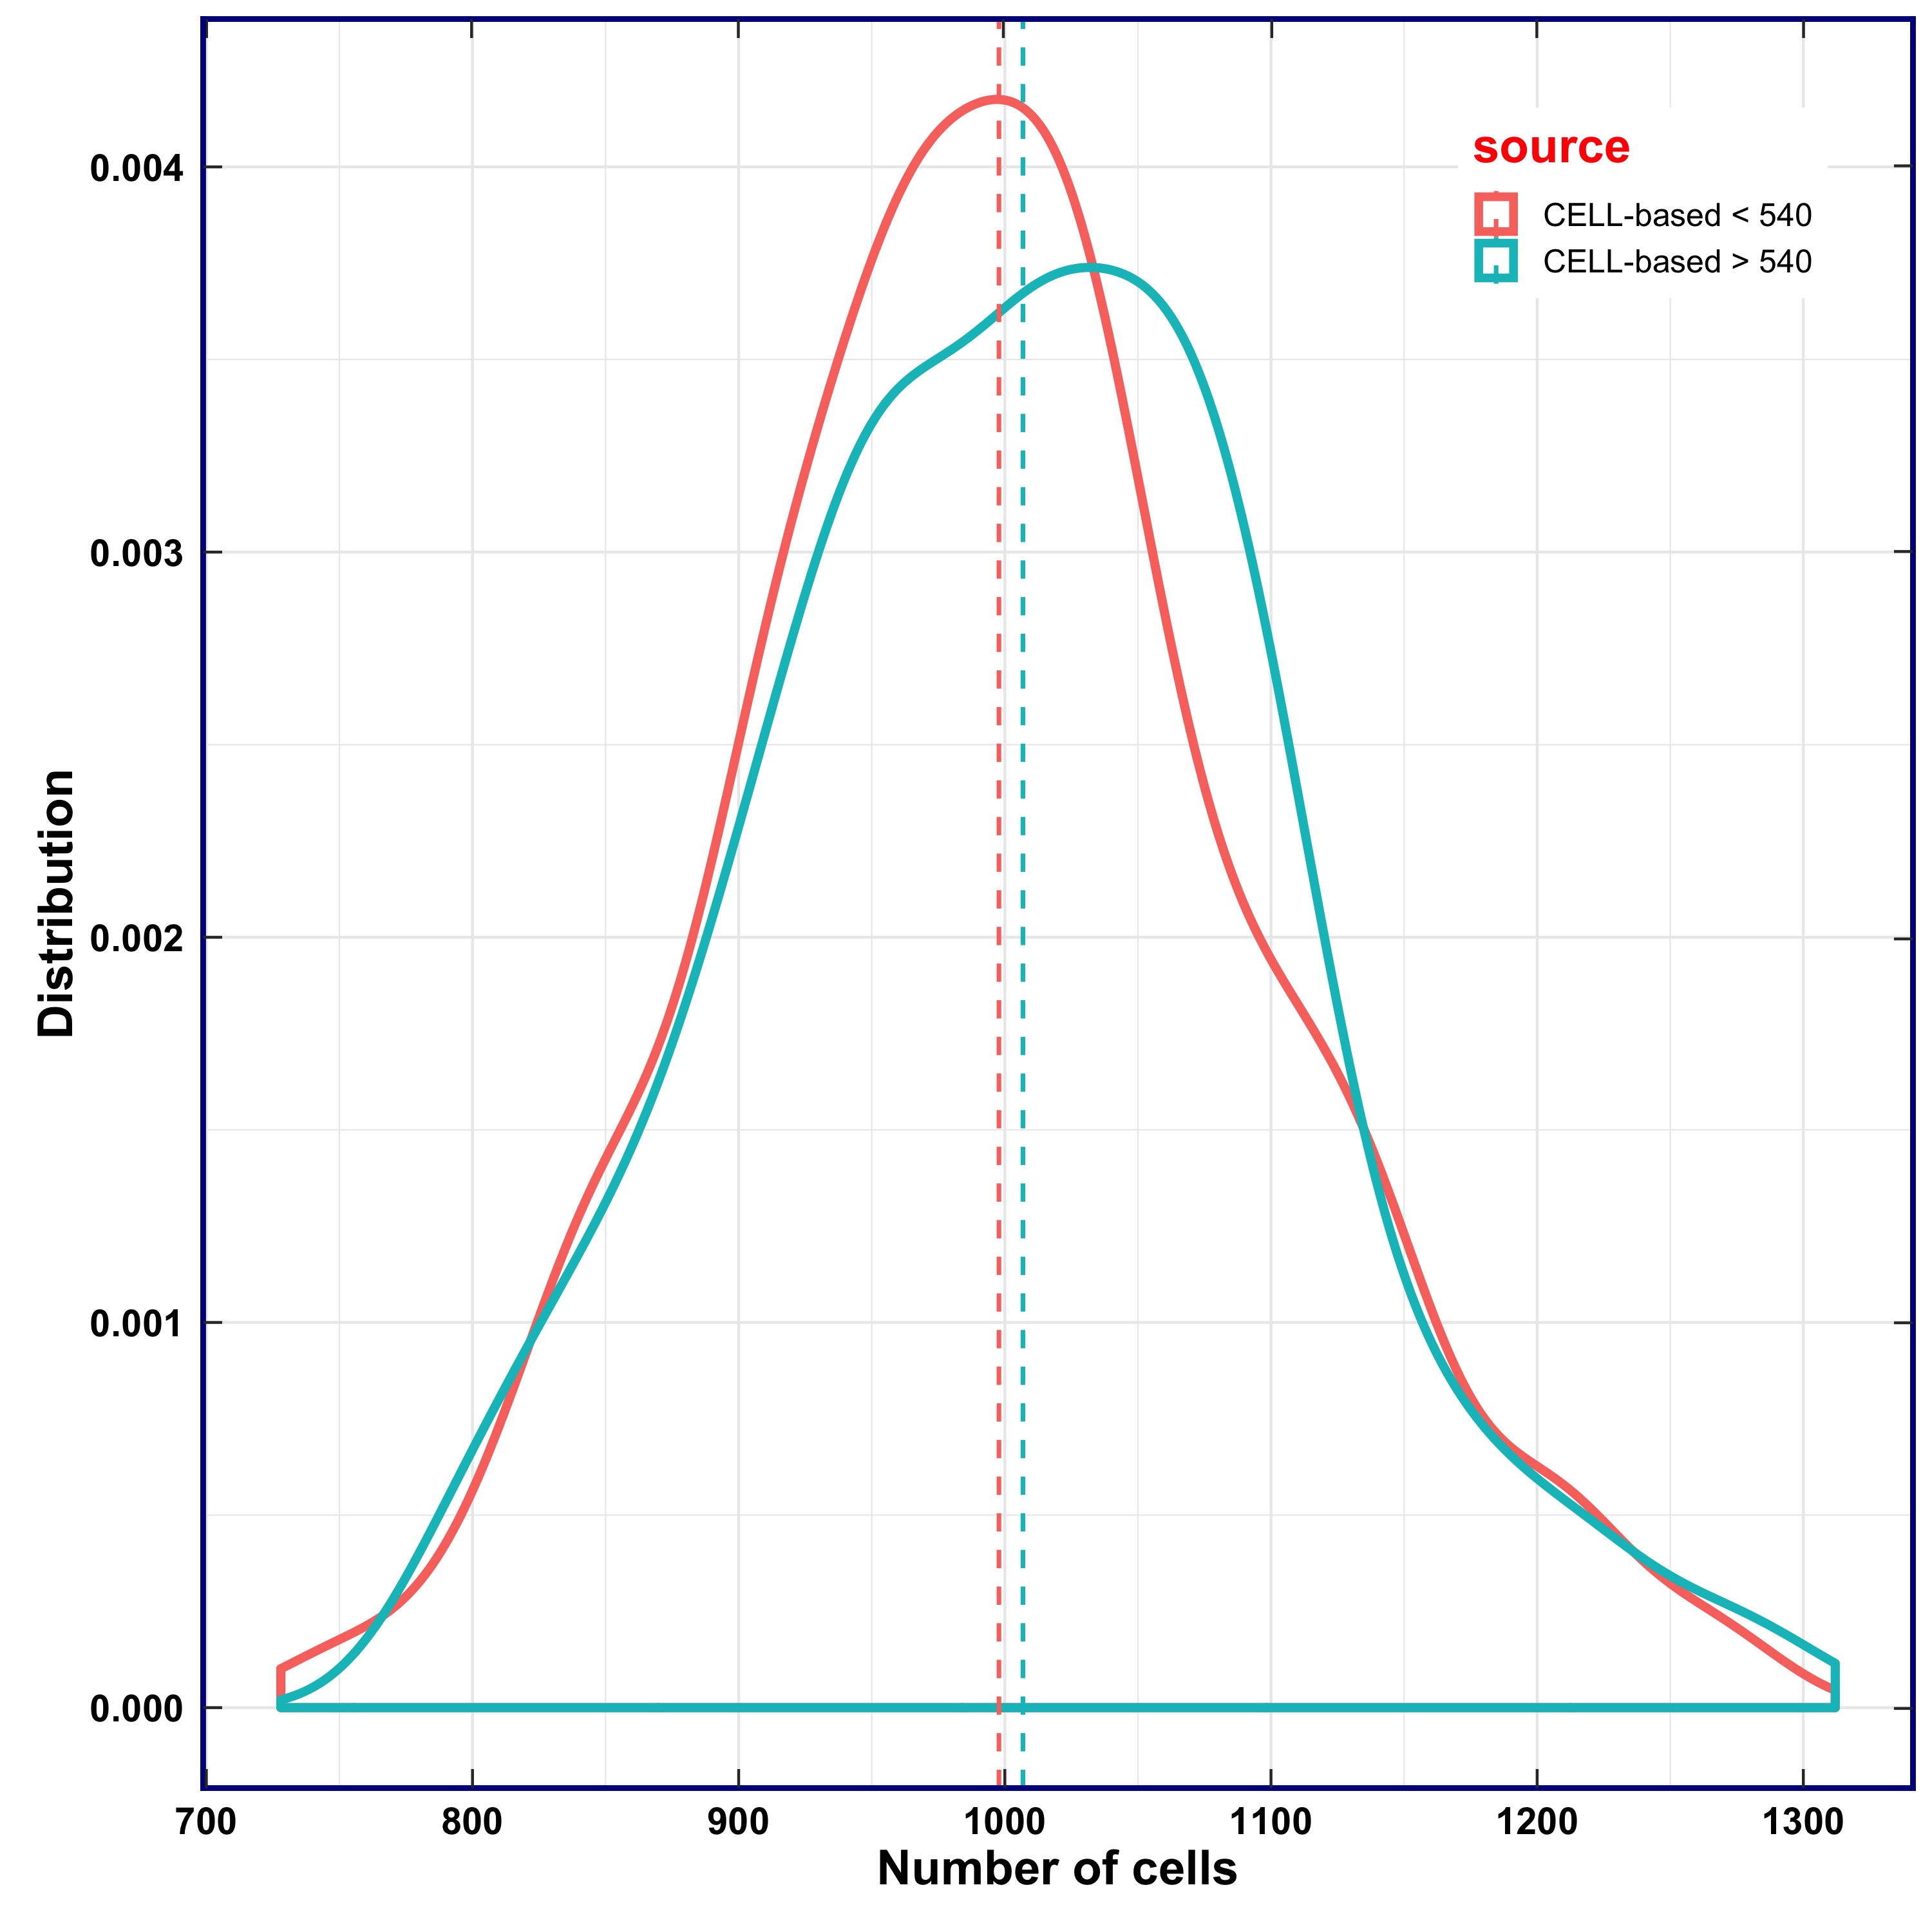 source
CELL-based < 540
CELL-based > 540
0.004
0.003
0.002
0.001
0.000
Distribution
700 800 900 1000 1100 1200 1300
Number of cells